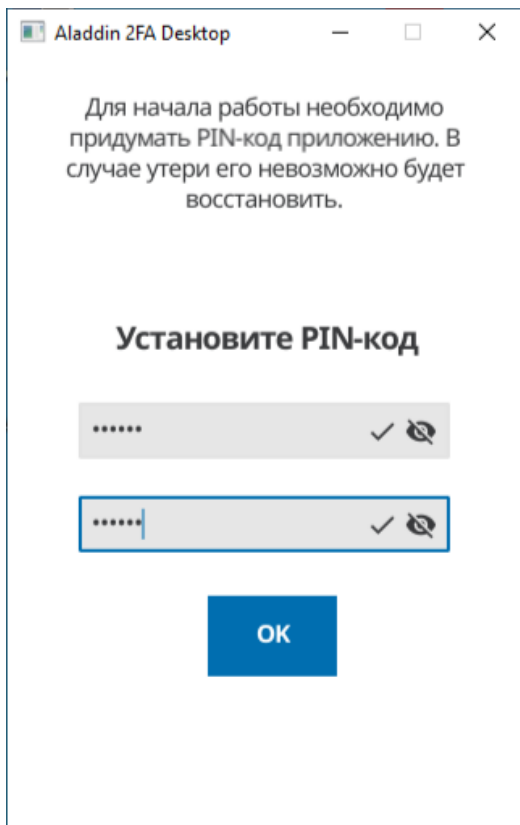 Aladdin 2FA Desktop
Для начала работы необходимо
придумать PIN-код приложению. В
случае утери его невозможно будет
восстановить.
Установите PIN-код
••••••
••••••
OK